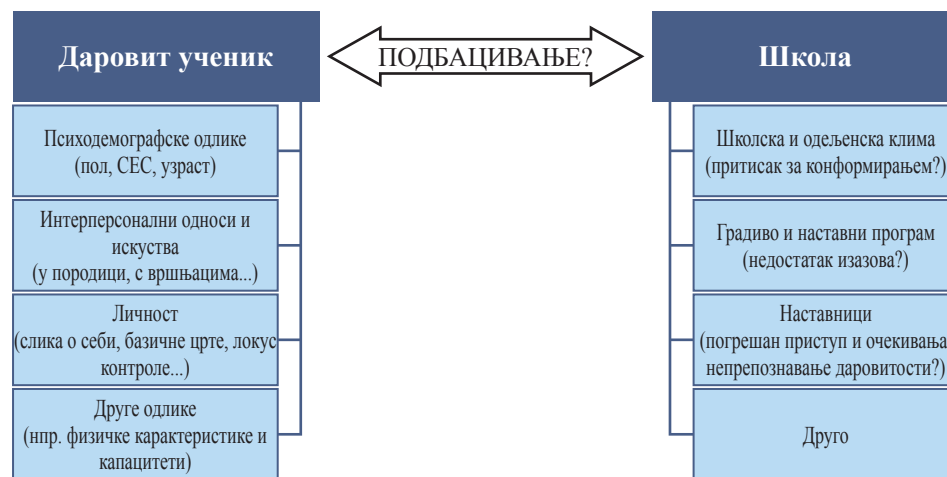 Даровит ученик
ПОДБАЦИВАЊЕ?
Школа
Психодемографске одлике
(пол, СЕС, узраст)
Интерперсонални односи и
искуства
(у породици, с вршњацима...)
Личност
(слика о себи, базичне црте, локус
контроле...)
Друге одлике
(нпр. физичке карактеристике и
капацитети)
Школска и одељенска клима
(притисак за конформирањем?)
Градиво и наставни програм
(недостатак изазова?)
Наставници
(погрешан приступ и очекивања,
непрепознавање даровитости?)
Друго